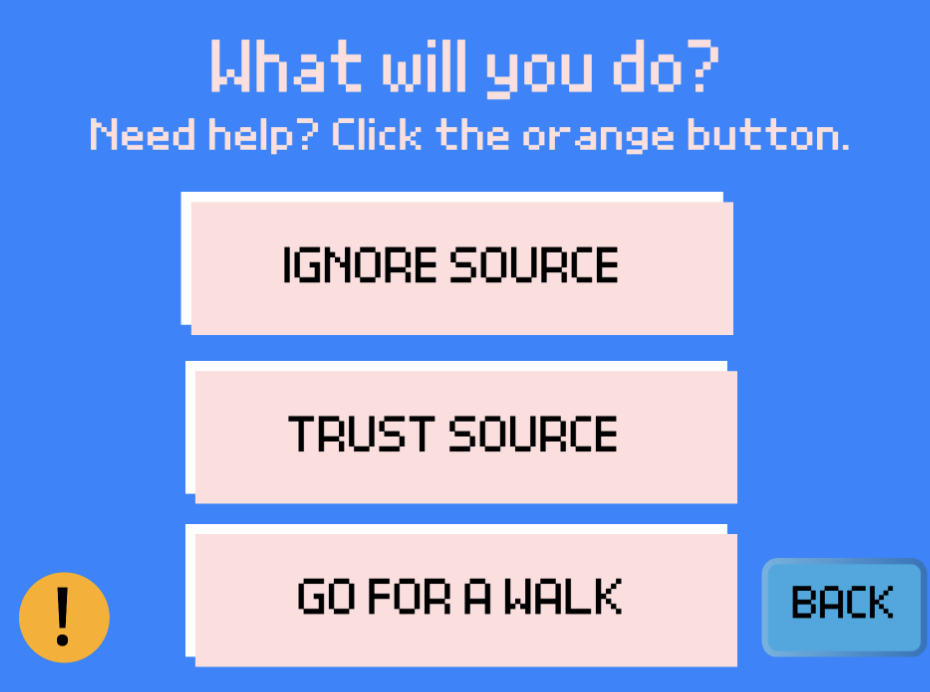 What will you do?
Need help? Click the orange button.
IGNORE SOURCE
TRUST SOURCE
GO FOR A WALK
!
BACK